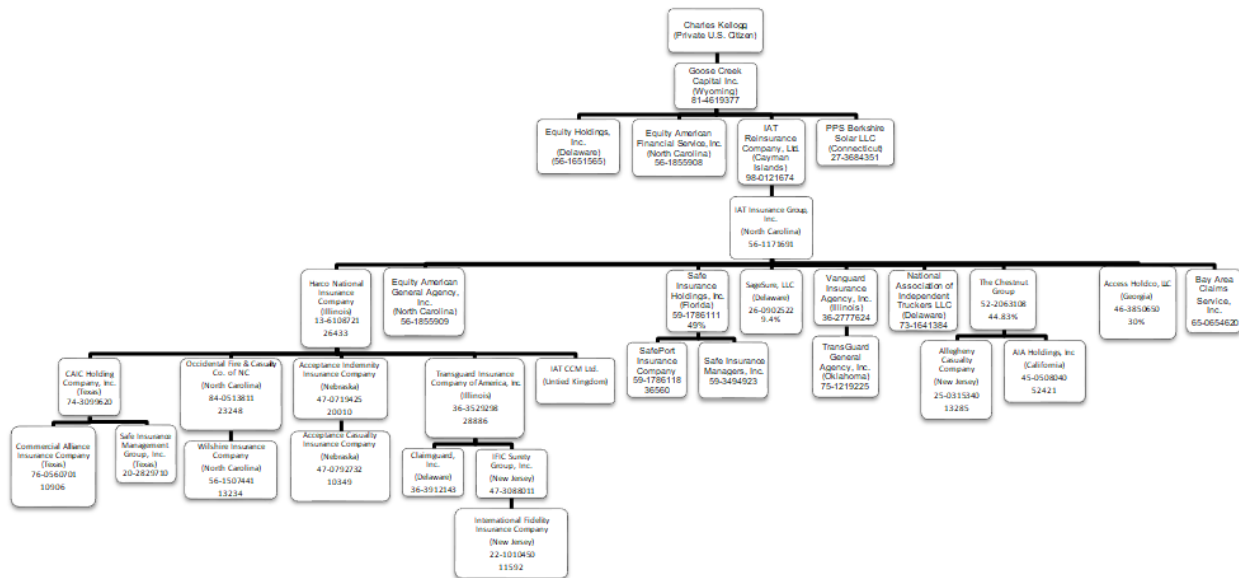 Charles Kellogg
(Private U.S. Citizen)
Goose Creek
Capital Inc.
(Wyoming)
81-4619377
Equity Holdings,
Inc.
(Delaware)
(56-1651565)
Equity American
Financial Service, Inc.
(North Carolina)
56-1855908
IAT
Reinsurance
Company, Ltd.
(Cayman
Islands)
98-0121674
PPS Berkshire
Solar LLC
(Connecticut)
27-3684351
IAT Insurance Group,
Inc.
(North Carolina)
56-1171691
Harco National
Insurance
Company
(Illinois)
13-6108721
26433
Equity American
General Agency,
Inc.
(North Carolina)
56-1855909
Safe
Insurance
Holdings, Inc.
(Florida)
59-1786111
49%
SageSure, LLC
(Delaware)
26-0902522
9.4%
Vanguard
Insurance
Agency, Inc.
(Illinois)
36-2777624
National
Association of
Independent
Truckers LLC
(Delaware)
73-1641384
The Chestnut Group
52-2063108
44.83%
Access Holdco, LLC
(Georgia)
46-3850650
30%
Bay Area
Claims
Service,
Inc.
65-0654620
CAIC Holding
Company, Inc.
(Texas)
74-3099620
Occidental Fire & Casualty
Co. of NC
(North Carolina)
84-0513811
23248
Acceptance Indemnity
Insurance Company
(Nebraska)
47-0719425
20010
Transguard Insurance
Company of America, Inc.
(Illinois)
36-3529298
28886
IAT CCM Ltd.
(Untied Kingdom)
SafePort
Insurance
Company
59-1786118
36560
Safe Insurance
Managers, Inc.
59-3494923
TransGuard
General
Agency, Inc.
(Oklahoma)
75-1219225
Allegheny
Casualty
Company
(New Jersey)
25-0315340
13285
AIA Holdings, Inc
(California)
45-0508040
52421
Commercial Alliance
Insurance Company
(Texas)
76-0560701
10906
Safe Insurance
Management
Group, Inc.
(Texas)
20-2829710
Wilshire Insurance
Company
(North Carolina)
56-1507441
13234
Acceptance Casualty
Insurance Company
(Nebraska)
47-0792732
10349
Claimguard,
Inc.
(Delaware)
36-3912143
IFIC Surety
Group, Inc.
(New Jersey)
47-3088011
International Fidelity
Insurance Company
(New Jersey)
22-1010450
11592